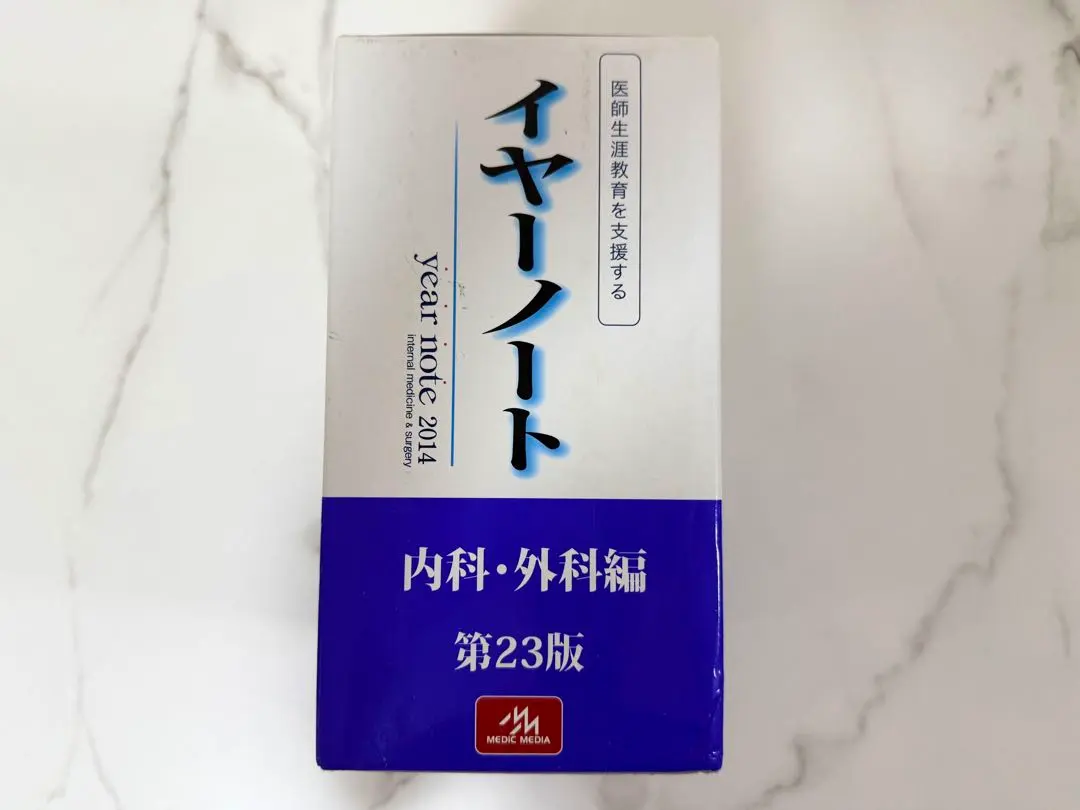 医師生涯教育を支援する
イヤーノート
year note 2014
internal medicine & surgery
内科・外科編
第23版
MEDIC MEDIA